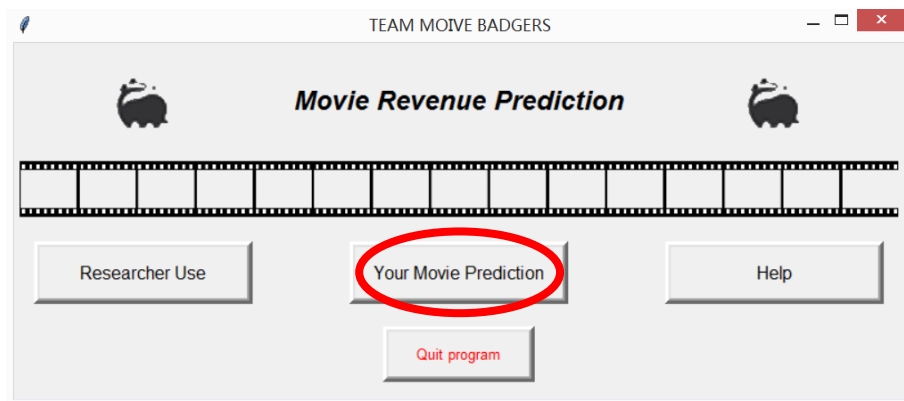 TEAM MOIVE BADGERS
Movie Revenue Prediction
Researcher Use
Your Movie Prediction
Help
Quit program